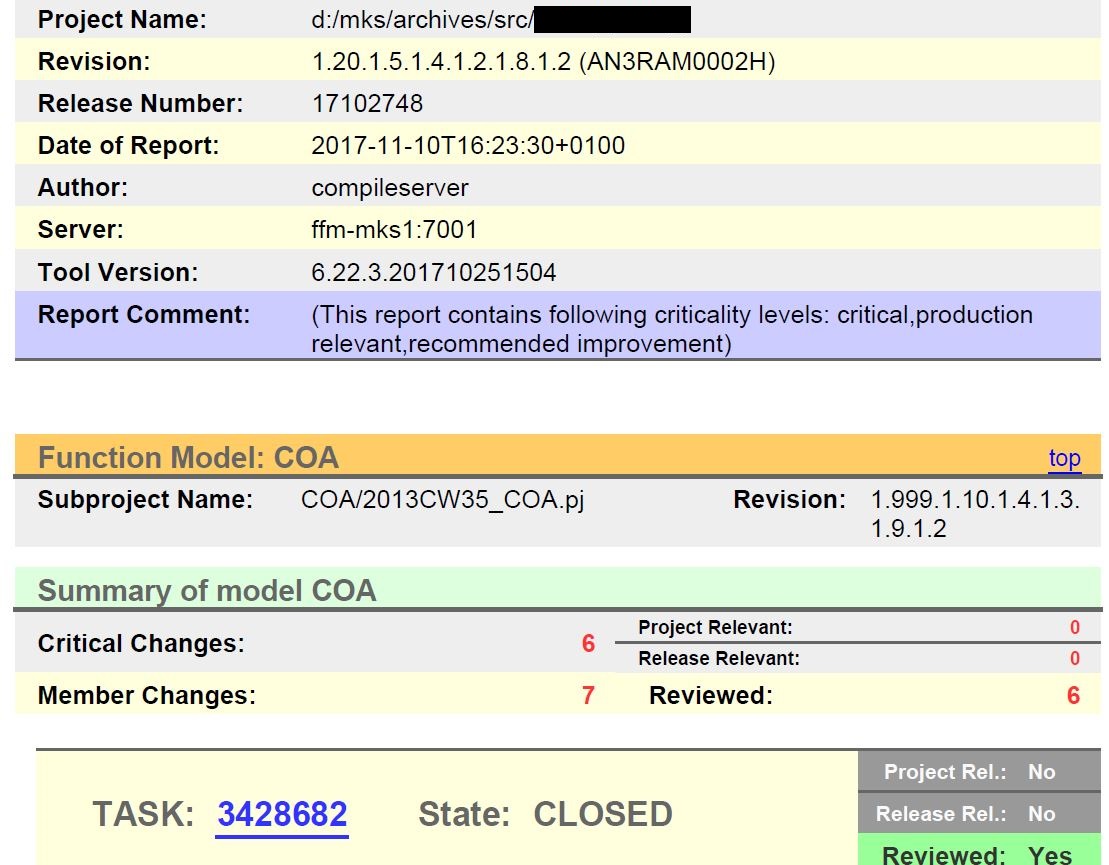 Project Name: d:/mks/archives/src/
Revision: 1.20.1.5.1.4.1.2.1.8.1.2 (AN3RAM0002H)
Release Number: 17102748
Date of Report: 2017-11-10T16:23:30+0100
Author: compileserver
Server: ffm-mks1:7001
Tool Version: 6.22.3.201710251504
Report Comment: (This report contains following criticality levels: critical,production
relevant,recommended improvement)
Function Model: COA top
Subproject Name: COA/2013CW35_COA.pj Revision: 1.999.1.10.1.4.1.3.
1.9.1.2
Summary of model COA
Critical Changes: 6 Project Relevant: 0
Release Relevant: 0
Member Changes: 7 Reviewed: 6
TASK: 3428682 State: CLOSED
Project Rel.: No
Release Rel.: No
Reviewed: Yes